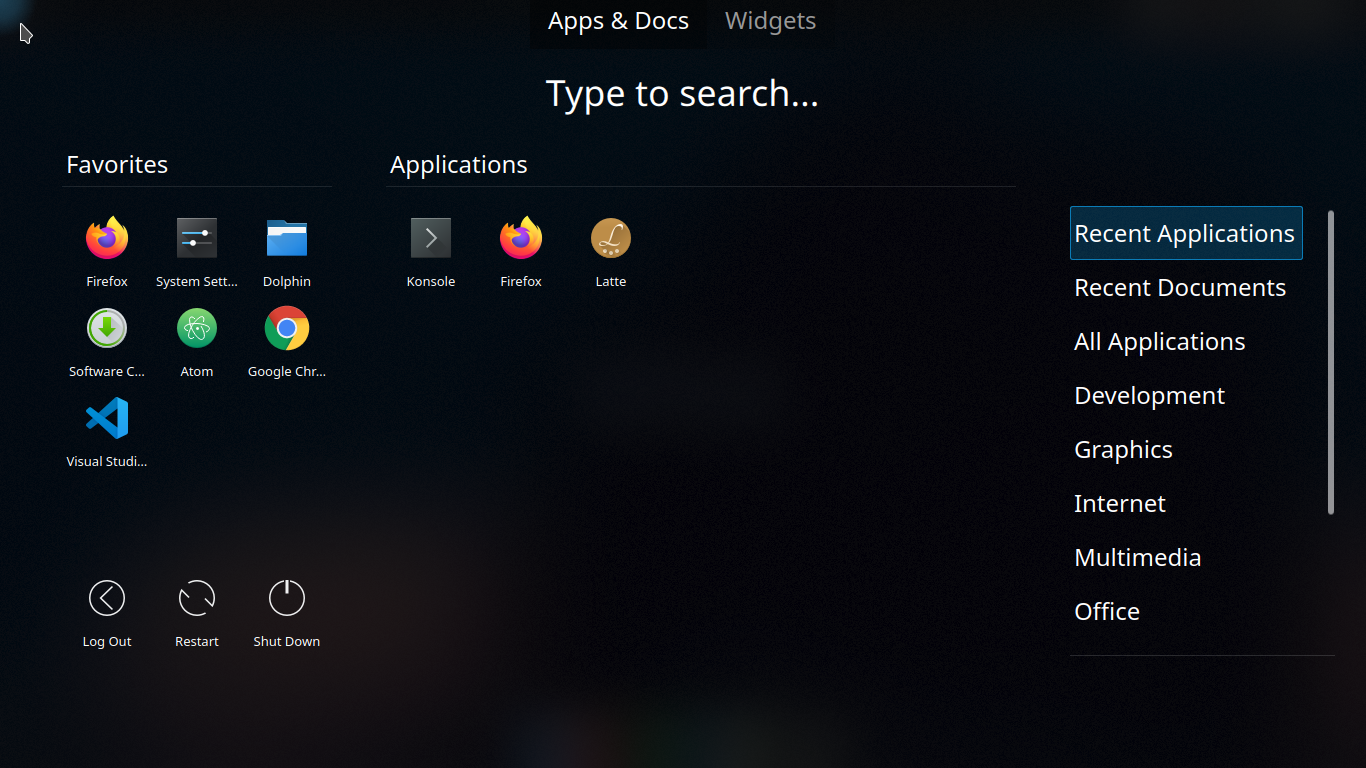 Apps & Docs Widgets
Type to search...
Favorites
Firefox System Sett... Dolphin
Software C... Atom Google Chr...
Visual Studi...
Log Out Restart Shut Down
Applications
Konsole Firefox Latte
Recent Applications
Recent Documents
All Applications
Development
Graphics
Internet
Multimedia
Office